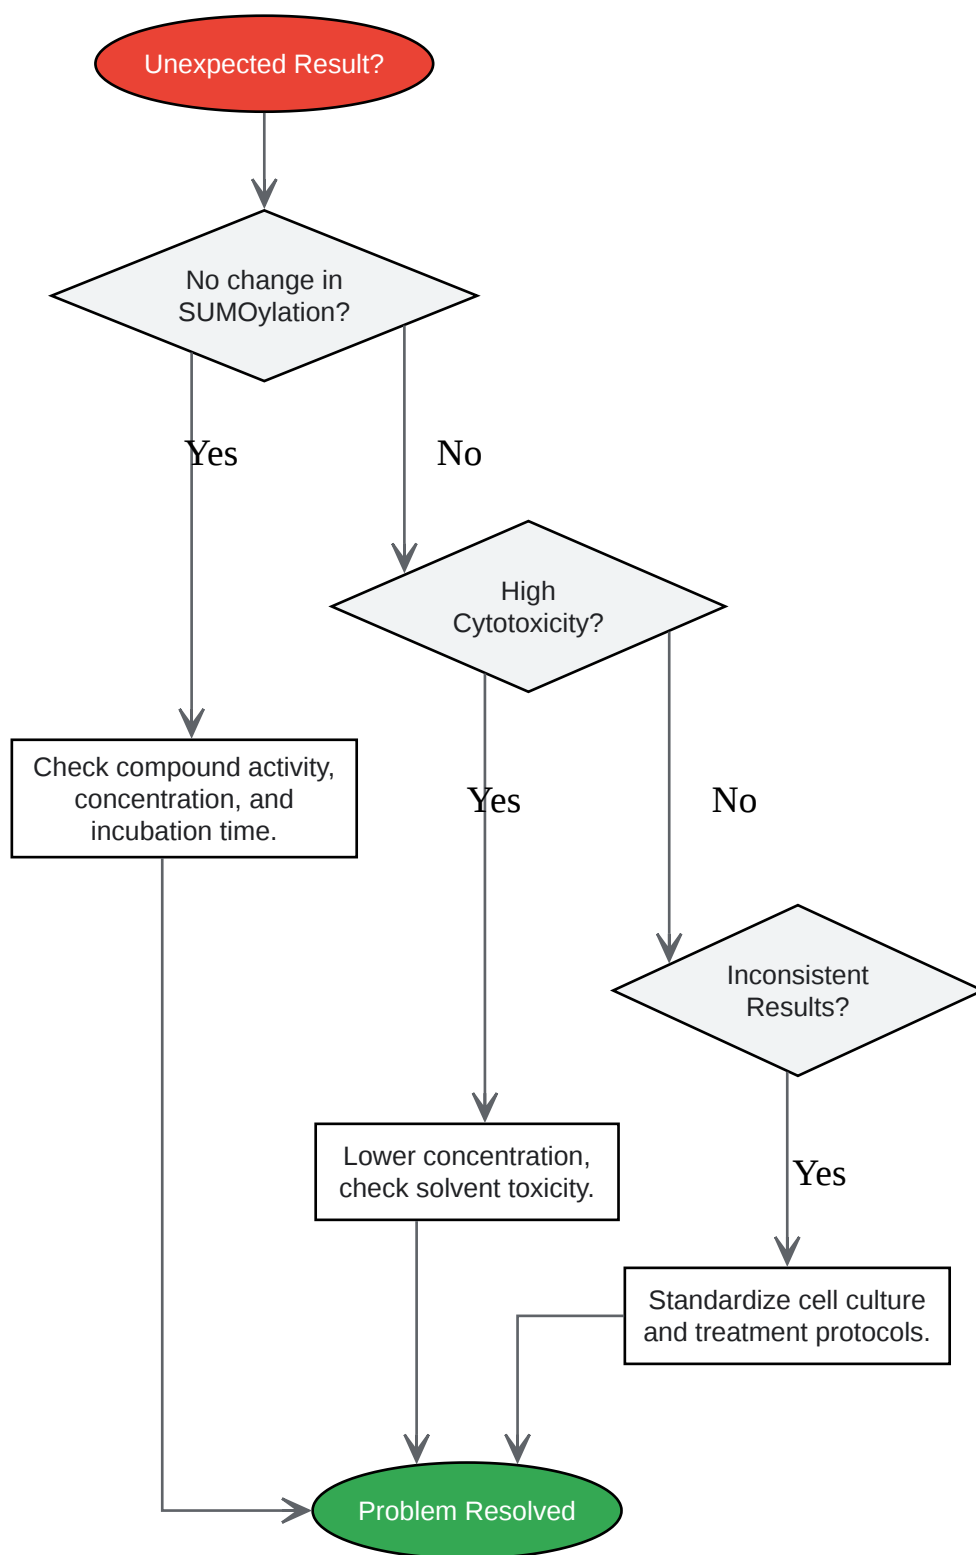 Unexpected Result?
No change in
SUMOylation?
Yes
No
High
Cytotoxicity?
Check compound activity,
concentration, and
incubation time.
Yes
No
Inconsistent
Results?
Lower concentration,
check solvent toxicity.
Yes
Standardize cell culture
and treatment protocols.
Problem Resolved